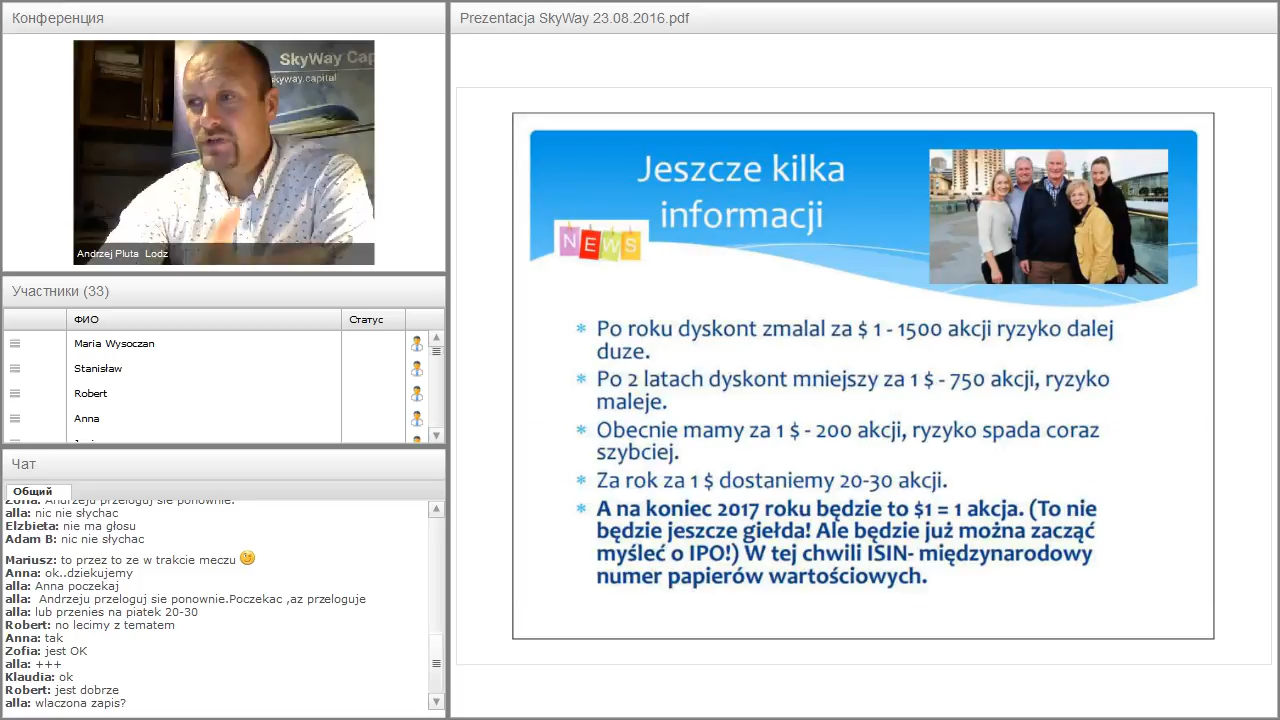 Конференция
SkyWay Cap
skyway.capital
Andrzej Pluta Lodz
Участники (33)
ФИО
Статус
Maria Wysoczan
Stanisław
Robert
Anna
Чат
Общий
Zofia: Andrzeju przeloguj sie ponownie.
alla: nic nie słychac
Elzbieta: nie ma głosu
Adam B: nic nie słychac
Mariusz: to przez to ze w trakcie meczu
Anna: ok..dziekujemy
alla: Anna poczekaj
alla: Andrzeju przeloguj sie ponownie.Poczekac ,az przeloguje
alla: lub przenies na piatek 20-30
Robert: no lecimy z tematem
Anna: tak
Zofia: jest OK
alla: +++
Klaudia: ok
Robert: jest dobrze
alla: wlaczona zapis?
Prezentacja SkyWay 23.08.2016.pdf
Jeszcze kilka
informacji
NEWS
* Po roku dyskont zmalal za $ 1 - 1500 akcji ryzyko dalej
duze.
* Po 2 latach dyskont mniejszy za 1 $ - 750 akcji, ryzyko
maleje.
* Obecnie mamy za 1 $ - 200 akcji, ryzyko spada coraz
szybciej.
* Za rok za 1 $ dostaniemy 20-30 akcji.
* A na koniec 2017 roku będzie to $1 = 1 akcja. (To nie
będzie jeszcze giełda! Ale będzie już można zacząć
myśleć o IPO!) W tej chwili ISIN- międzynarodowy
numer papierów wartościowych.